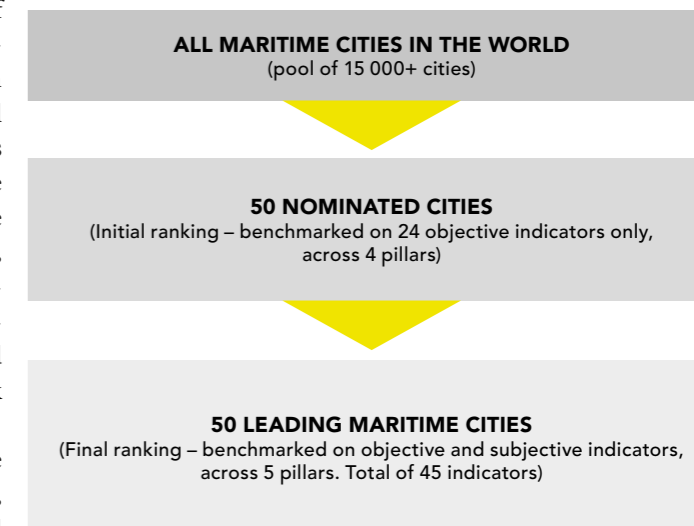 ALL MARITIME CITIES IN THE WORLD
(pool of 15 000+ cities)
50 NOMINATED CITIES
(Initial ranking – benchmarked on 24 objective indicators only,
across 4 pillars)
50 LEADING MARITIME CITIES
(Final ranking – benchmarked on objective and subjective indicators,
across 5 pillars. Total of 45 indicators)